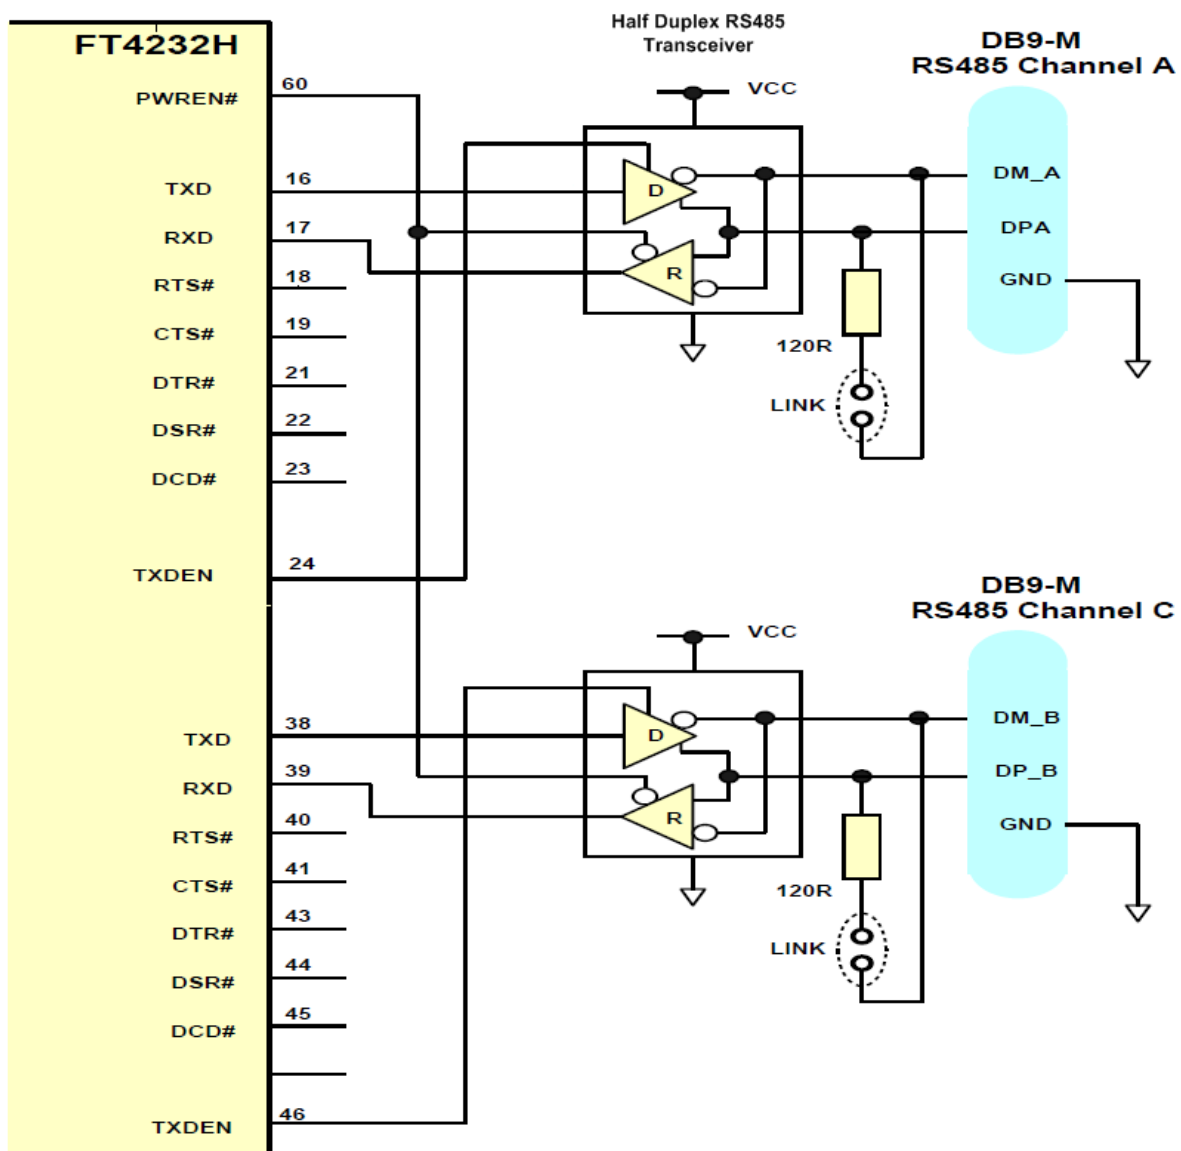 Half Duplex RS485
Transceiver
FT4232H
DB9-M
RS485 Channel A
60
PWREN#
VCC
16
TXD
D
DM_A
17
RXD
DPA
18
RTS#
R
GND
19
CTS#
120R
21
DTR#
LINK
22
DSR#
23
DCD#
24
TXDEN
DB9-M
RS485 Channel C
VCC
38
TXD
D
DM_B
39
RXD
DP_B
40
RTS#
R
GND
41
CTS#
120R
43
DTR#
LINK
44
DSR#
45
DCD#
46
TXDEN